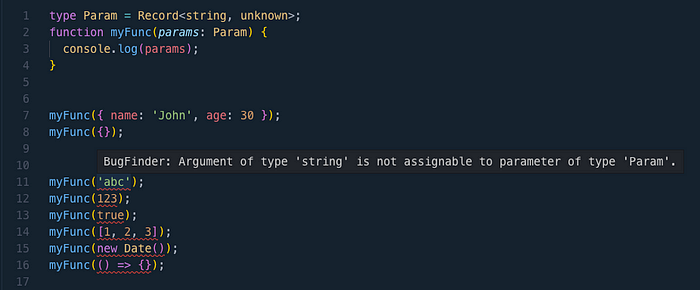 1 type Param = Record<string, unknown>;
2 function myFunc(params: Param) {
3   console.log(params);
4 }
5
6
7 myFunc({ name: 'John', age: 30 });
8 myFunc({});
9
BugFinder: Argument of type 'string' is not assignable to parameter of type 'Param'.
10
11 myFunc('abc');
12 myFunc(123);
13 myFunc(true);
14 myFunc([1, 2, 3]);
15 myFunc(new Date());
16 myFunc(() => {});
17